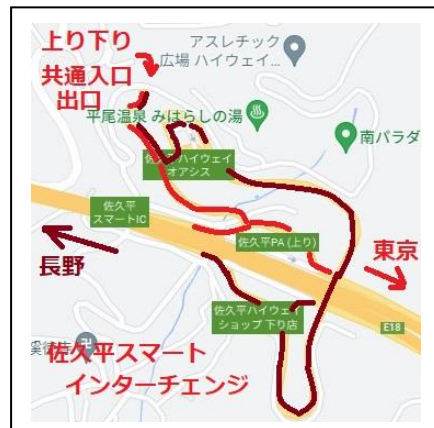 上り下り
共通入口
出口
アスレチック
広場 ハイウェイ...
平尾温泉 みはらしの湯
南パラダ
佐久平ハイウェイ
オアシス
佐久平
スマートIC
佐久平PA (上り)
長野
東京
佐久平ハイウェイ
ショップ 下り店
E18
佐久平スマート
インターチェンジ